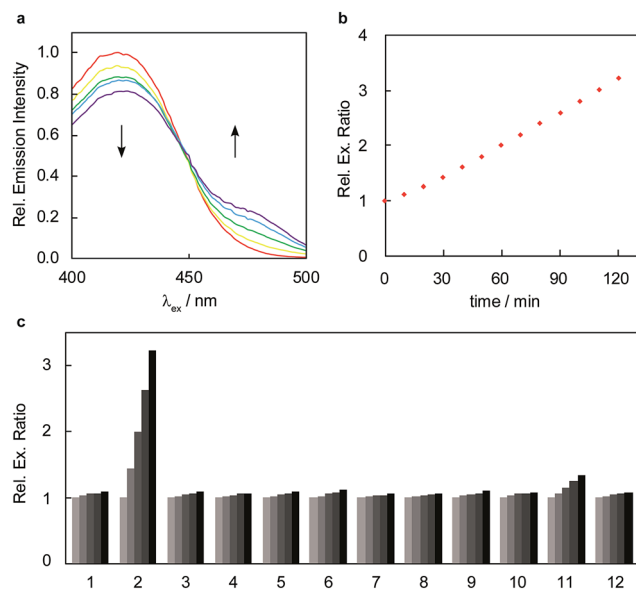 a
Rel. Emission Intensity
1.0
0.8
0.6
0.4
0.2
0.0
400
450
500
λex / nm
b
Rel. Ex. Ratio
4
3
2
1
0
0
30
60
90
120
time / min
c
Rel. Ex. Ratio
3
2
1
0
1 2 3 4 5 6 7 8 9 10 11 12